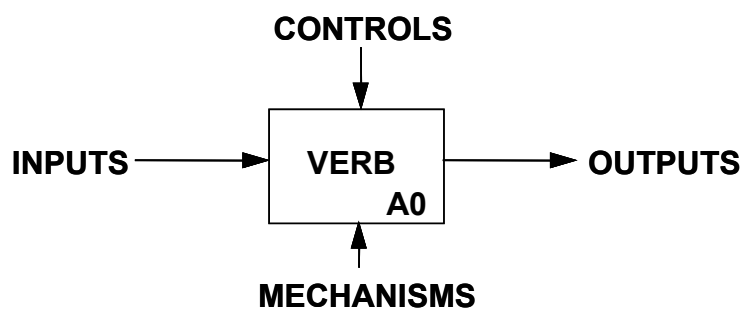 CONTROLS
INPUTS
VERB
OUTPUTS
A0
MECHANISMS